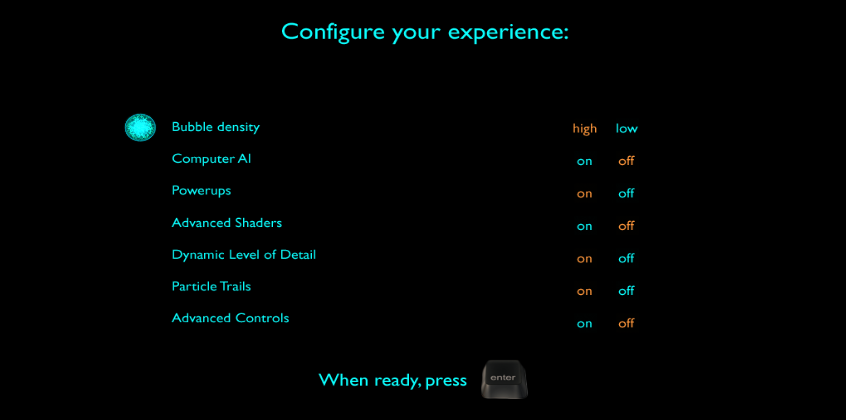 Configure your experience:
Bubble density high low
Computer AI on off
Powerups on off
Advanced Shaders on off
Dynamic Level of Detail on off
Particle Trails on off
Advanced Controls on off
When ready, press enter